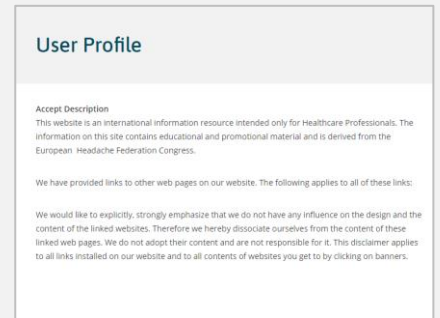 User Profile
Accept Description
This website is an international information resource intended only for Healthcare Professionals. The
information on this site contains educational and promotional material and is derived from the
European Headache Federation Congress.
We have provided links to other web pages on our website. The following applies to all of these links:
We would like to explicitly, strongly emphasize that we do not have any influence on the design and the
content of the linked websites. Therefore we hereby dissociate ourselves from the content of these
linked web pages. We do not adopt their content and are not responsible for it. This disclaimer applies
to all links installed on our website and to all contents of websites you get to by clicking on banners.